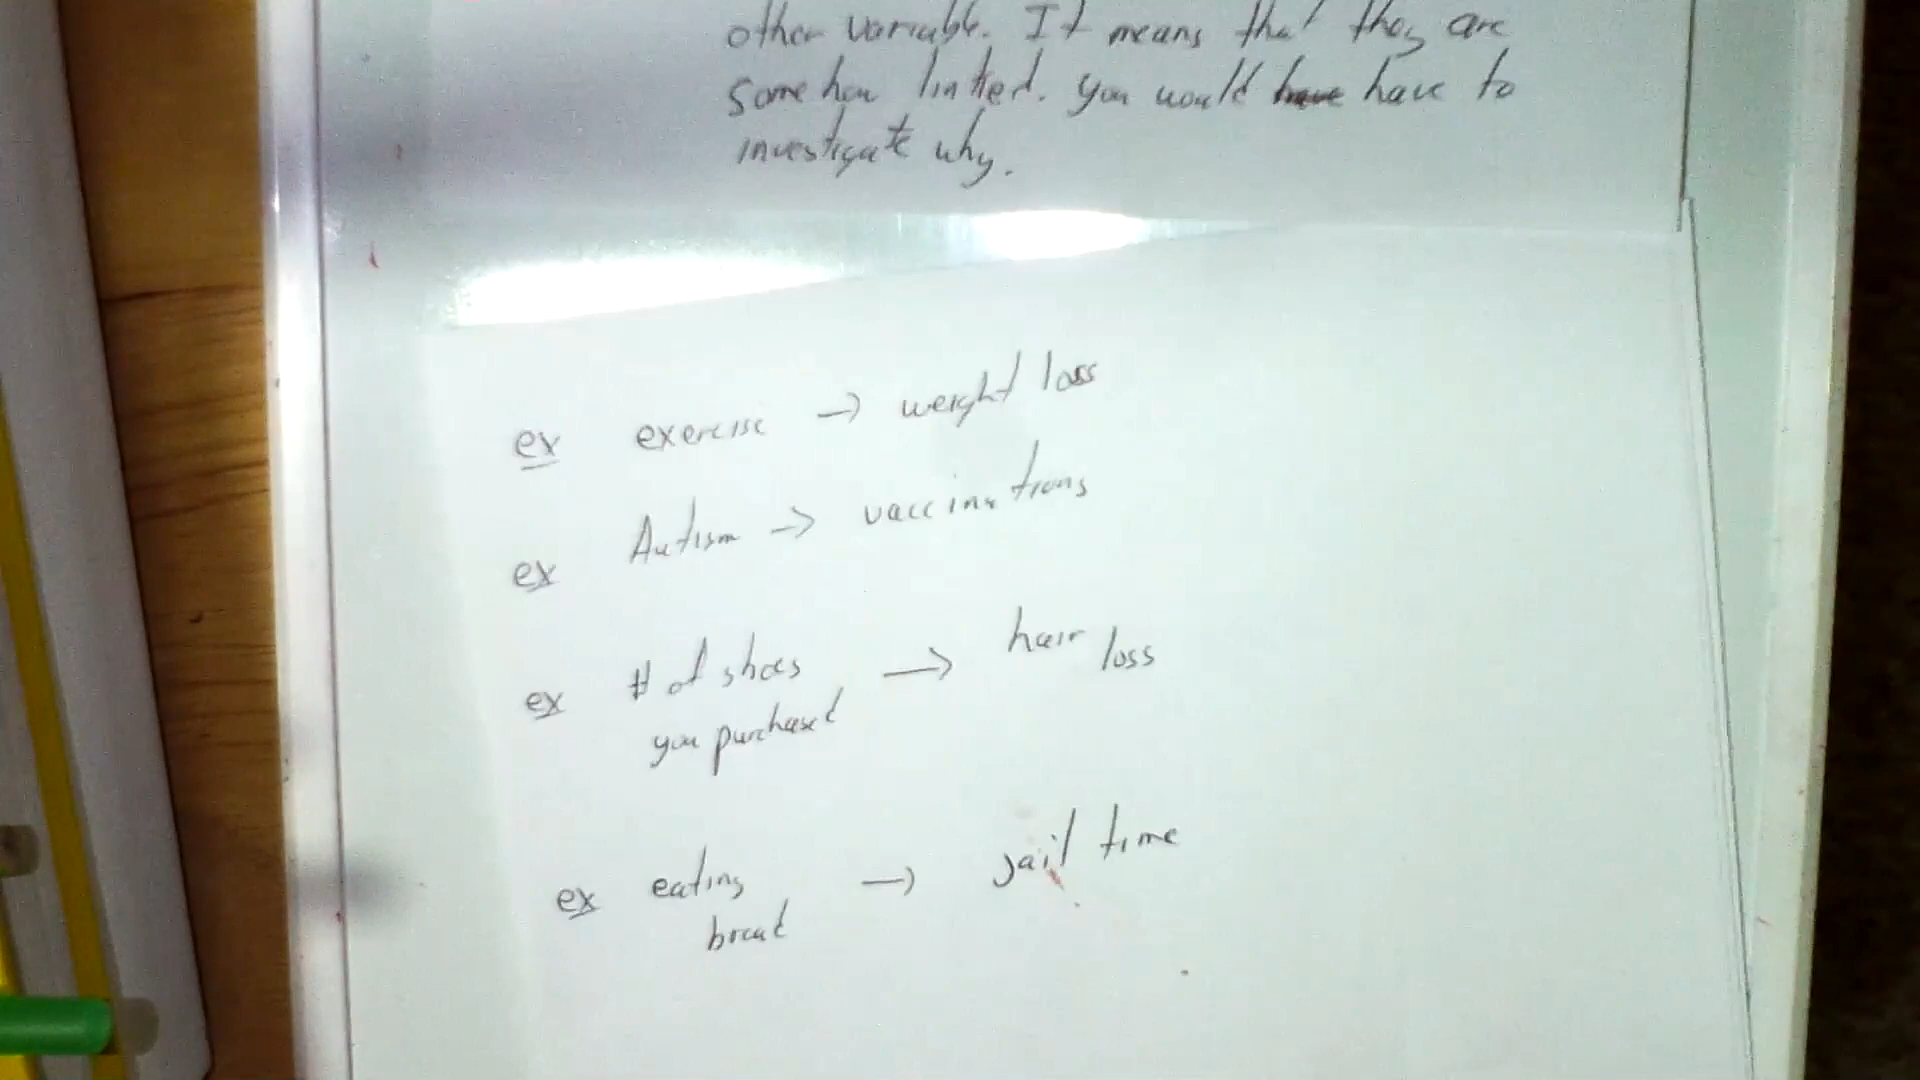 other variable. It means that they are
somehow linked. you would have have to
investigate why.
ex exercise → weight loss
ex Autism → vaccinations
ex # of shoes → hair loss
you purchased
ex eating → jail time
bread